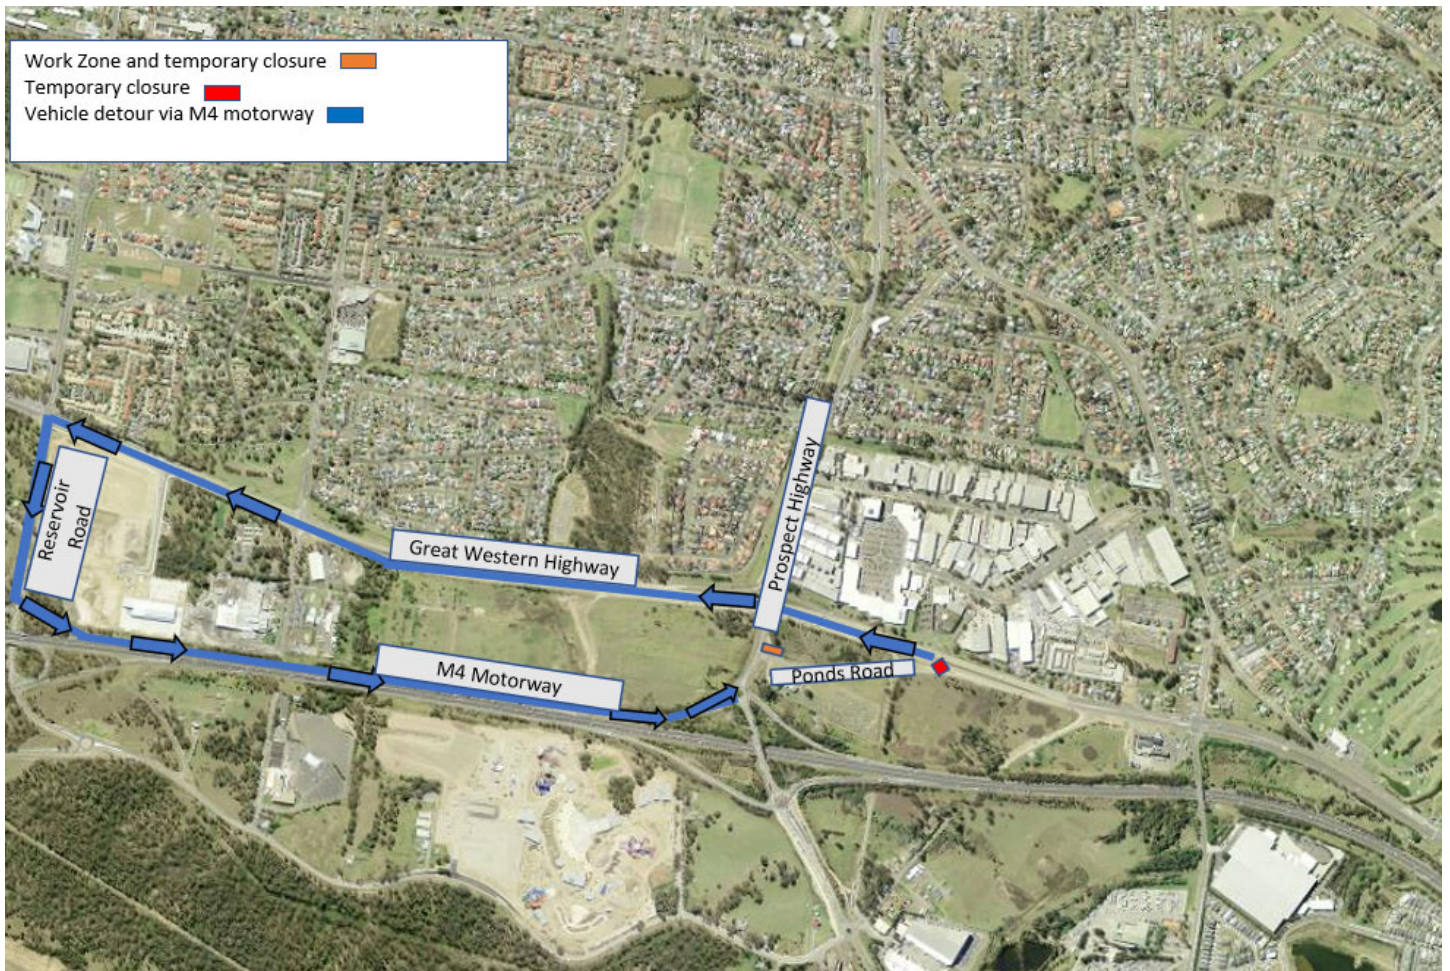 Work Zone and temporary closure
Temporary closure
Vehicle detour via M4 motorway
Prospect Highway
Reservoir
Road
Great Western Highway
Ponds Road
M4 Motorway